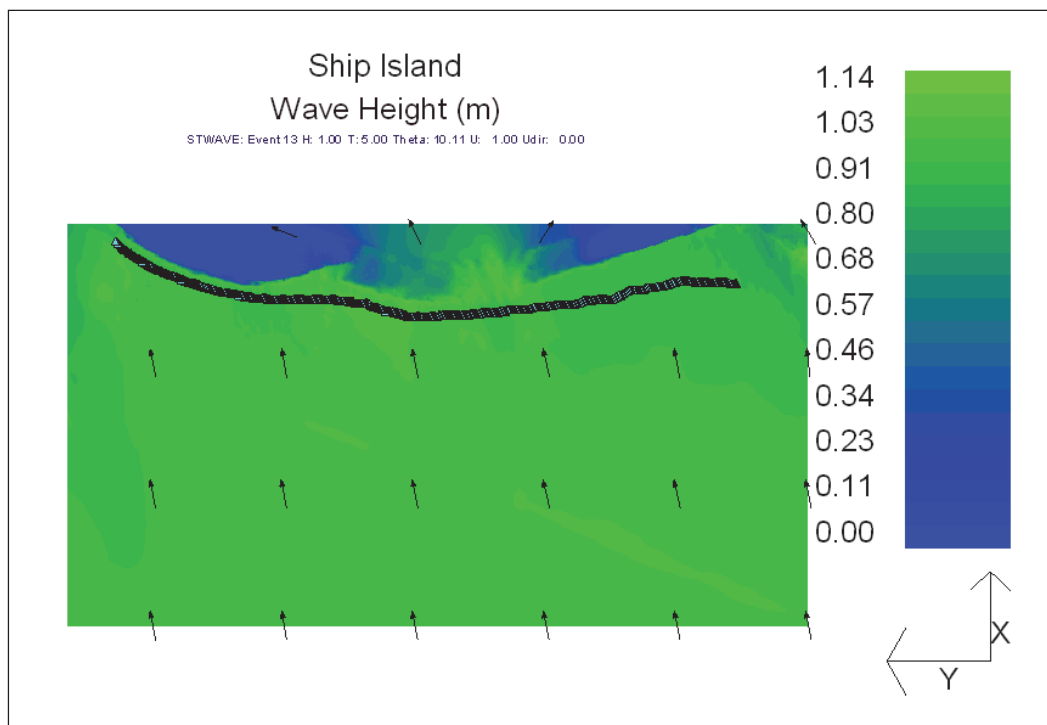 Ship Island
Wave Height (m)
STWAVE: Event 13 H: 1.00 T: 5.00 Theta: 10.11 U: 1.00 Udir: 0.00
1.14
1.03
0.91
0.80
0.68
0.57
0.46
0.34
0.23
0.11
0.00
X
Y